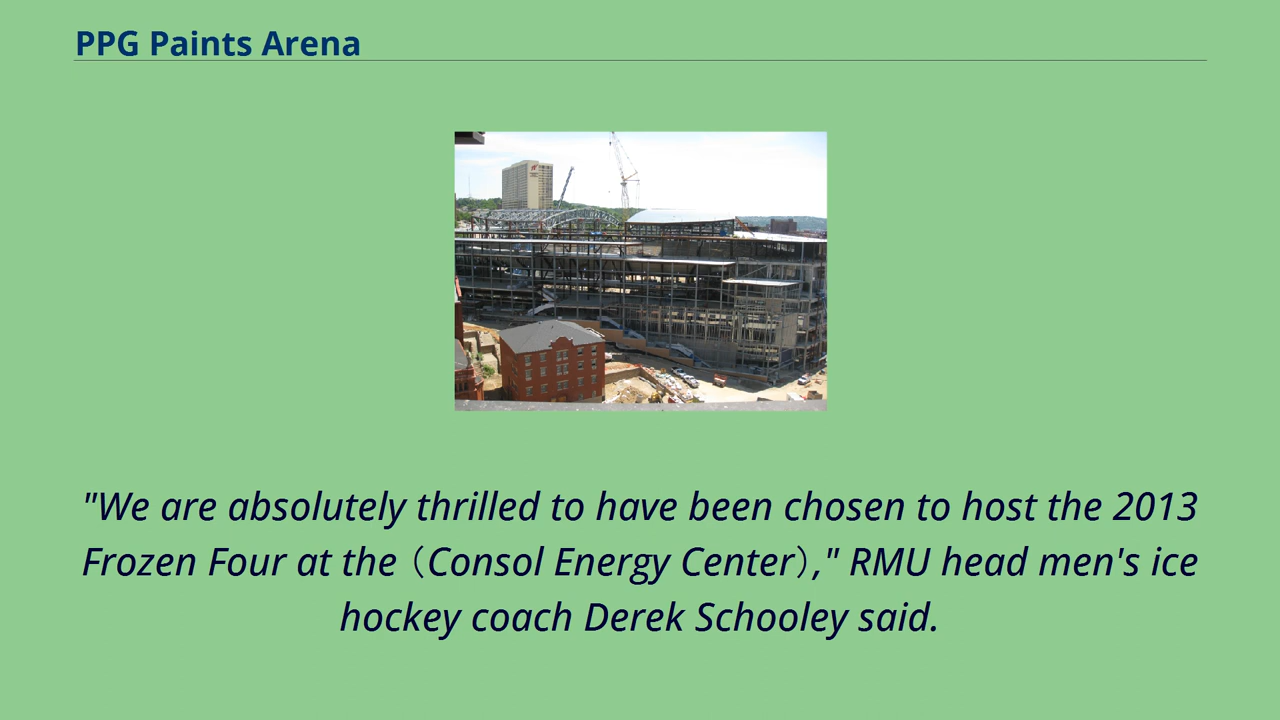 PPG Paints Arena
"We are absolutely thrilled to have been chosen to host the 2013
Frozen Four at the（Consol Energy Center）," RMU head men's ice
hockey coach Derek Schooley said.